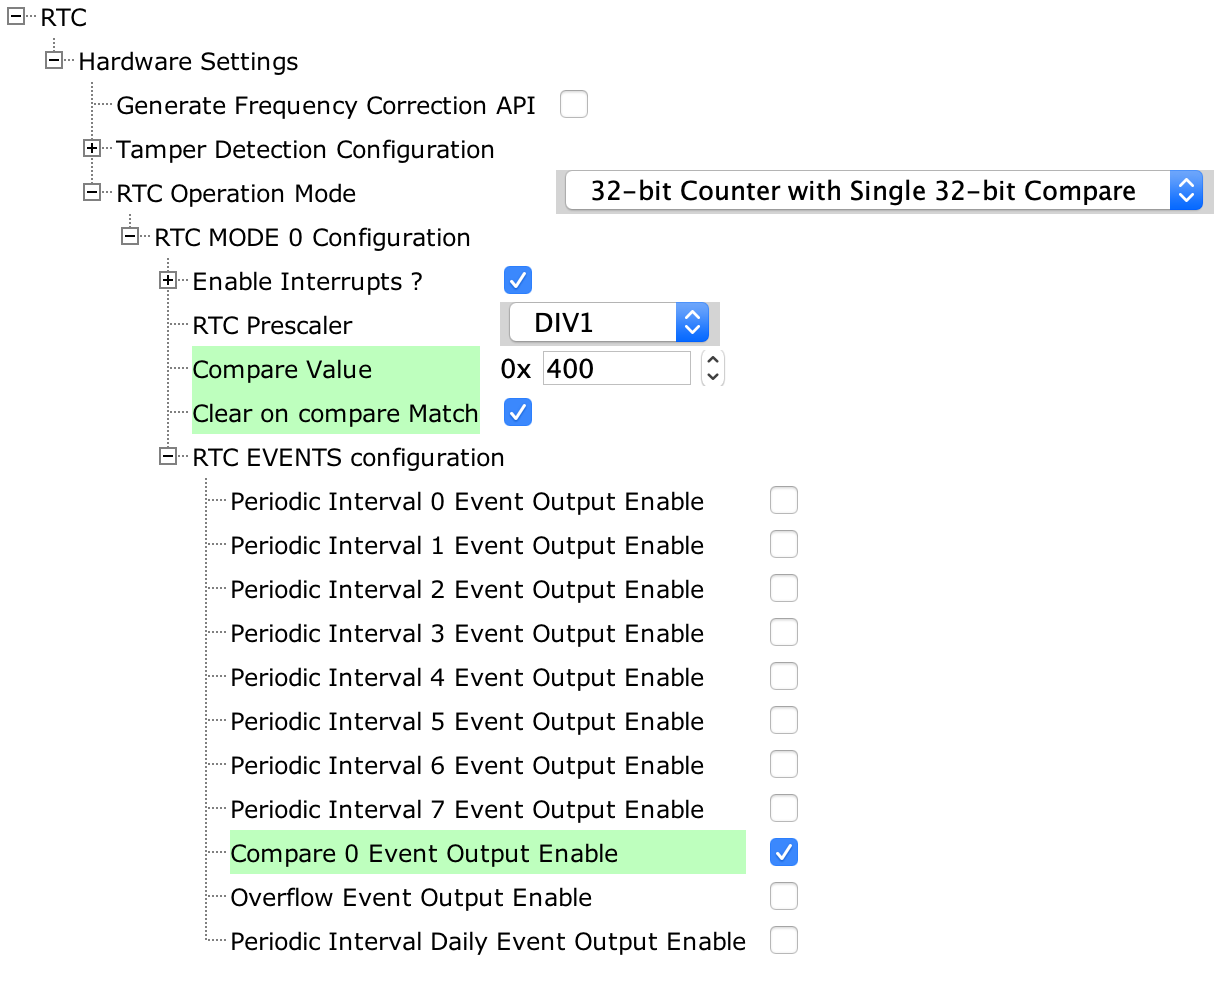 RTC
Hardware Settings
Generate Frequency Correction API
Tamper Detection Configuration
RTC Operation Mode 32-bit Counter with Single 32-bit Compare
RTC MODE 0 Configuration
Enable Interrupts ?
RTC Prescaler DIV1
Compare Value 0x 400
Clear on compare Match
RTC EVENTS configuration
Periodic Interval 0 Event Output Enable
Periodic Interval 1 Event Output Enable
Periodic Interval 2 Event Output Enable
Periodic Interval 3 Event Output Enable
Periodic Interval 4 Event Output Enable
Periodic Interval 5 Event Output Enable
Periodic Interval 6 Event Output Enable
Periodic Interval 7 Event Output Enable
Compare 0 Event Output Enable
Overflow Event Output Enable
Periodic Interval Daily Event Output Enable